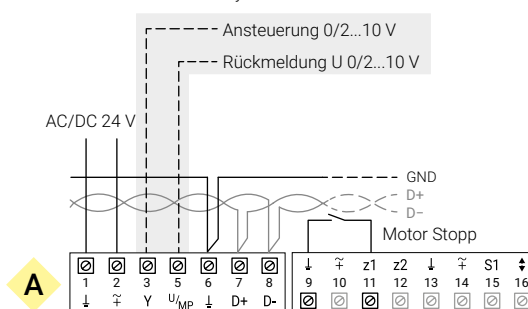 Ansteuerung 0/2...10 V
Rückmeldung U 0/2...10 V
AC/DC 24 V
GND
D+
D–
Motor Stopp
A
1 2 3 5 6 7 8
Y U/MP D+ D-
z1 z2 S1
9 10 11 12 13 14 15 16